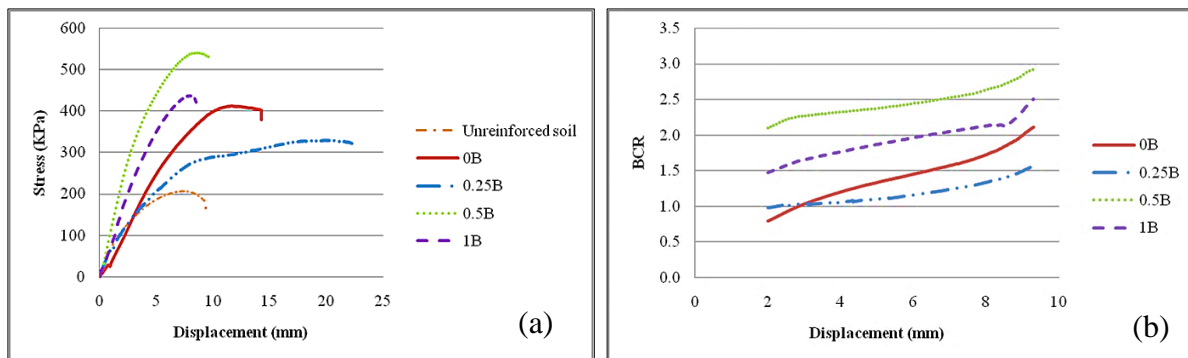 600
500
400
300
200
100
0
Stress (KPa)
0 5 10 15 20 25
Displacement (mm)
Unreinforced soil
0B
0.25B
0.5B
1B
(a)
3.5
3.0
2.5
2.0
1.5
1.0
0.5
0.0
BCR
0 2 4 6 8 10
Displacement (mm)
0B
0.25B
0.5B
1B
(b)